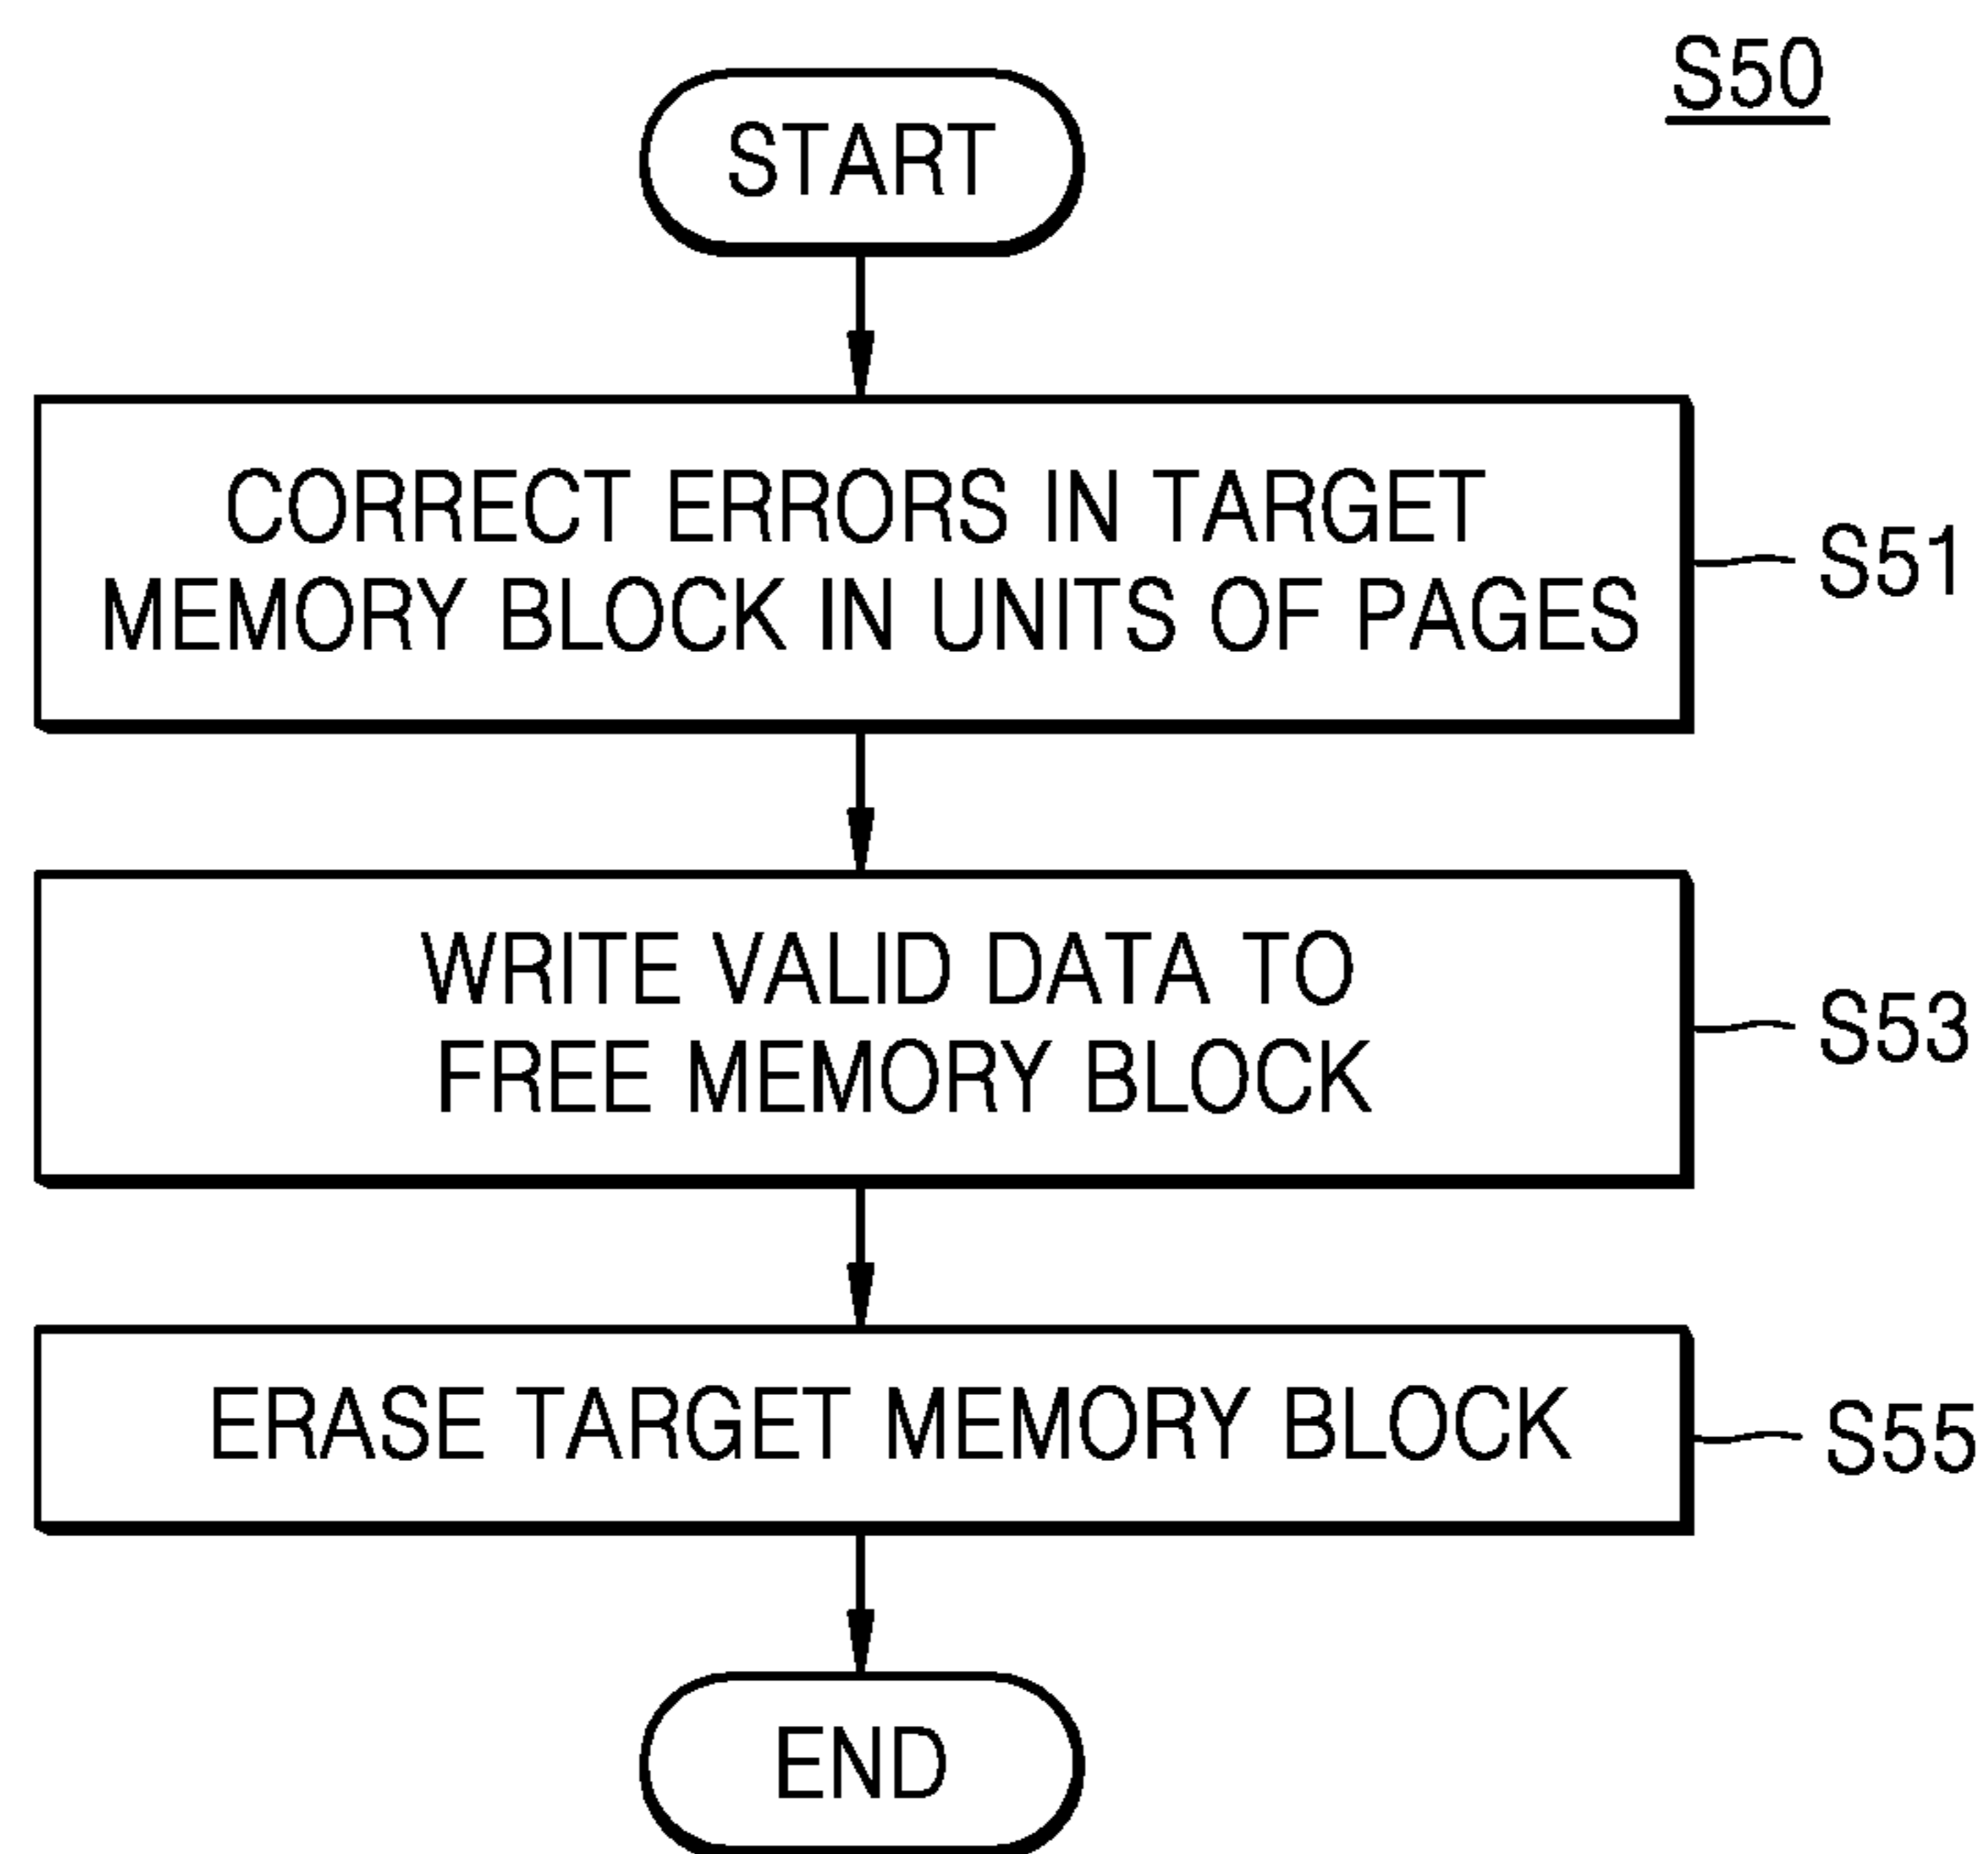 S50
START
CORRECT ERRORS IN TARGET
MEMORY BLOCK IN UNITS OF PAGES
S51
WRITE VALID DATA TO
FREE MEMORY BLOCK
S53
ERASE TARGET MEMORY BLOCK
S55
END